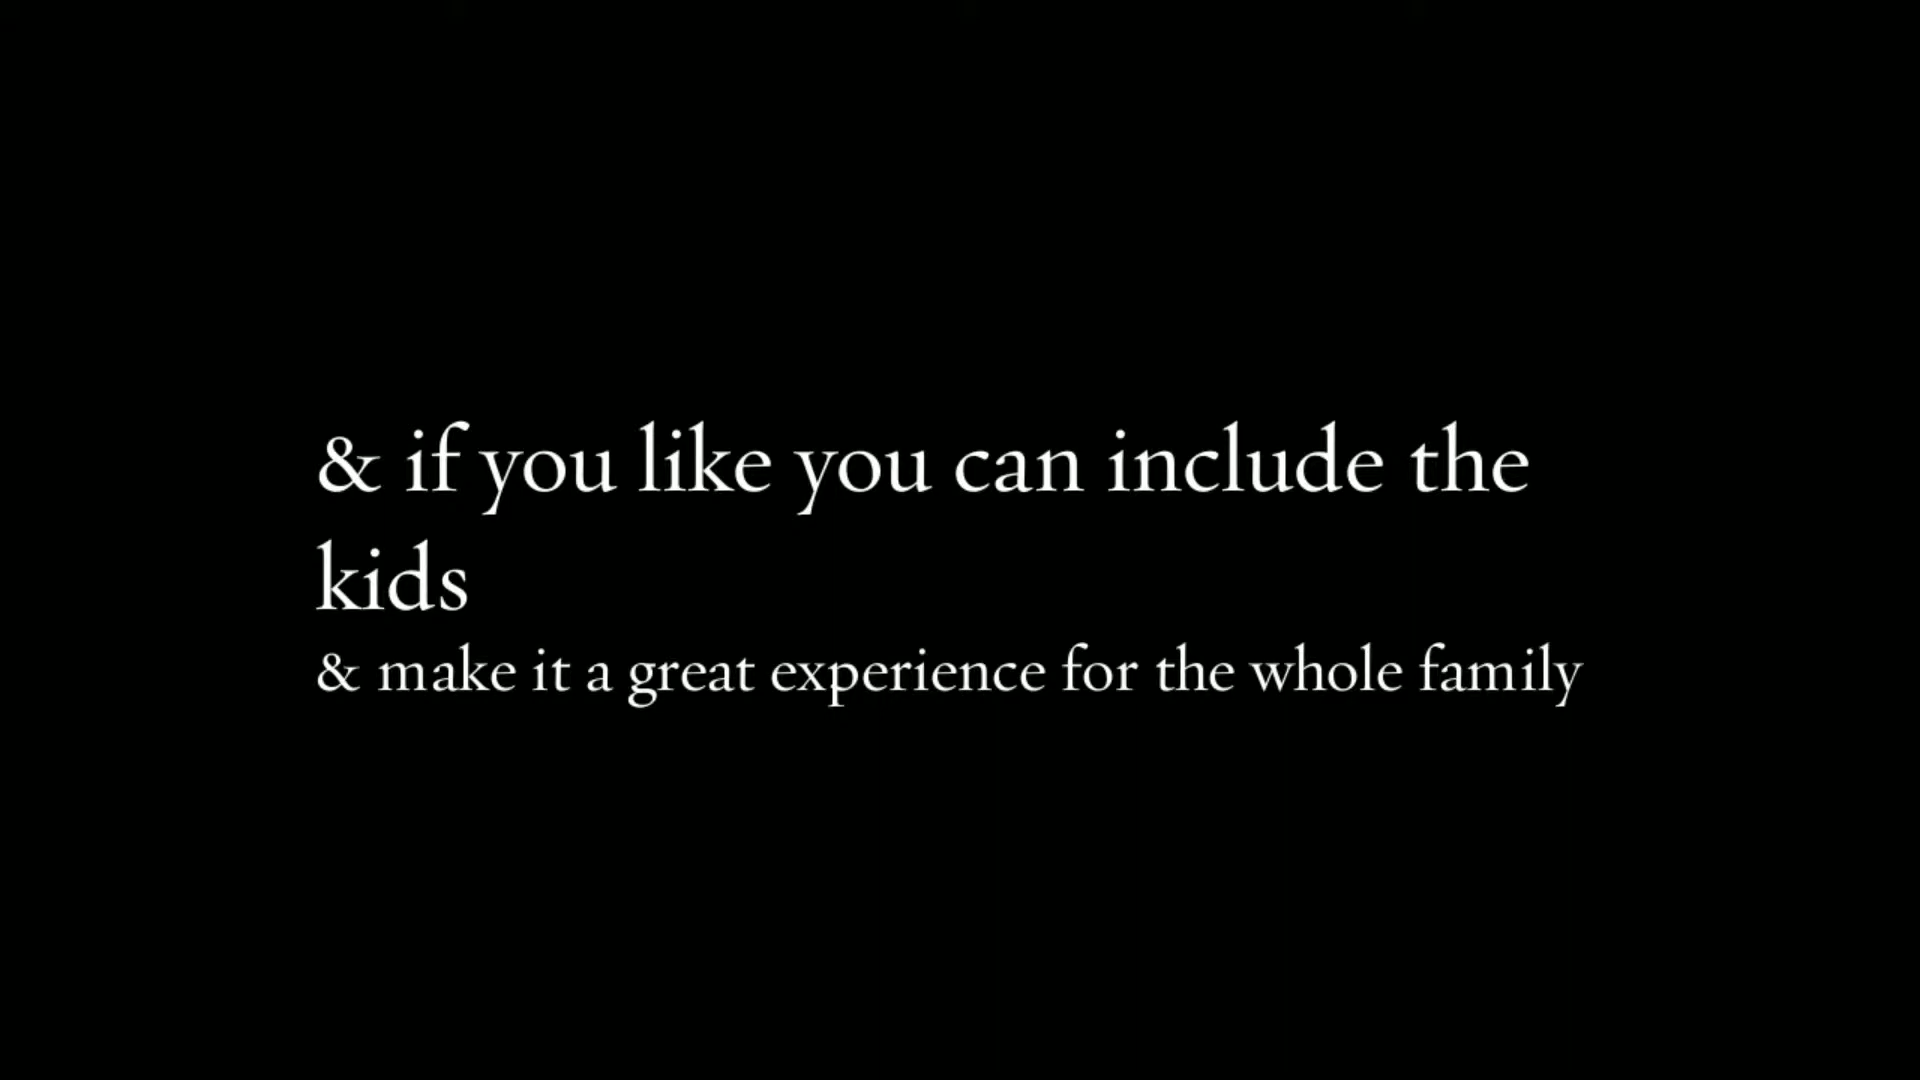 & if you like you can include the
kids
& make it a great experience for the whole family